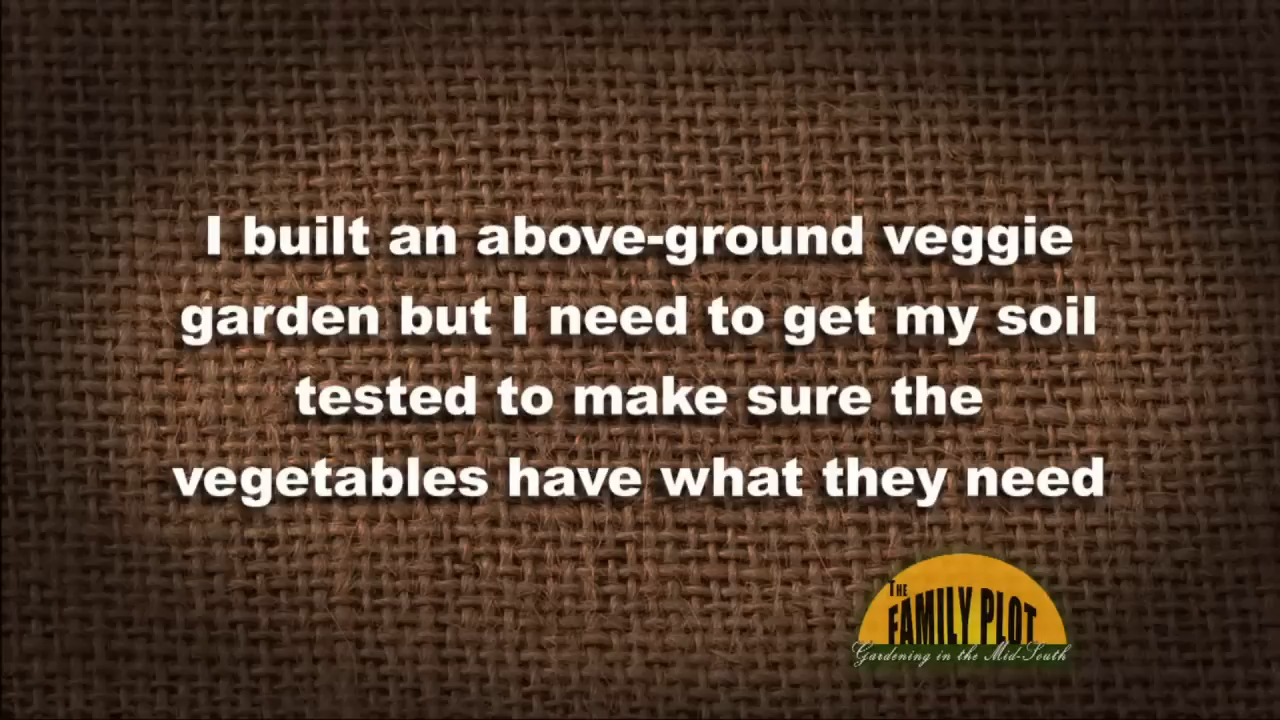 I built an above-ground veggie
garden but I need to get my soil
tested to make sure the
vegetables have what they need
THE
FAMILY PLOT
Gardening in the Mid-South